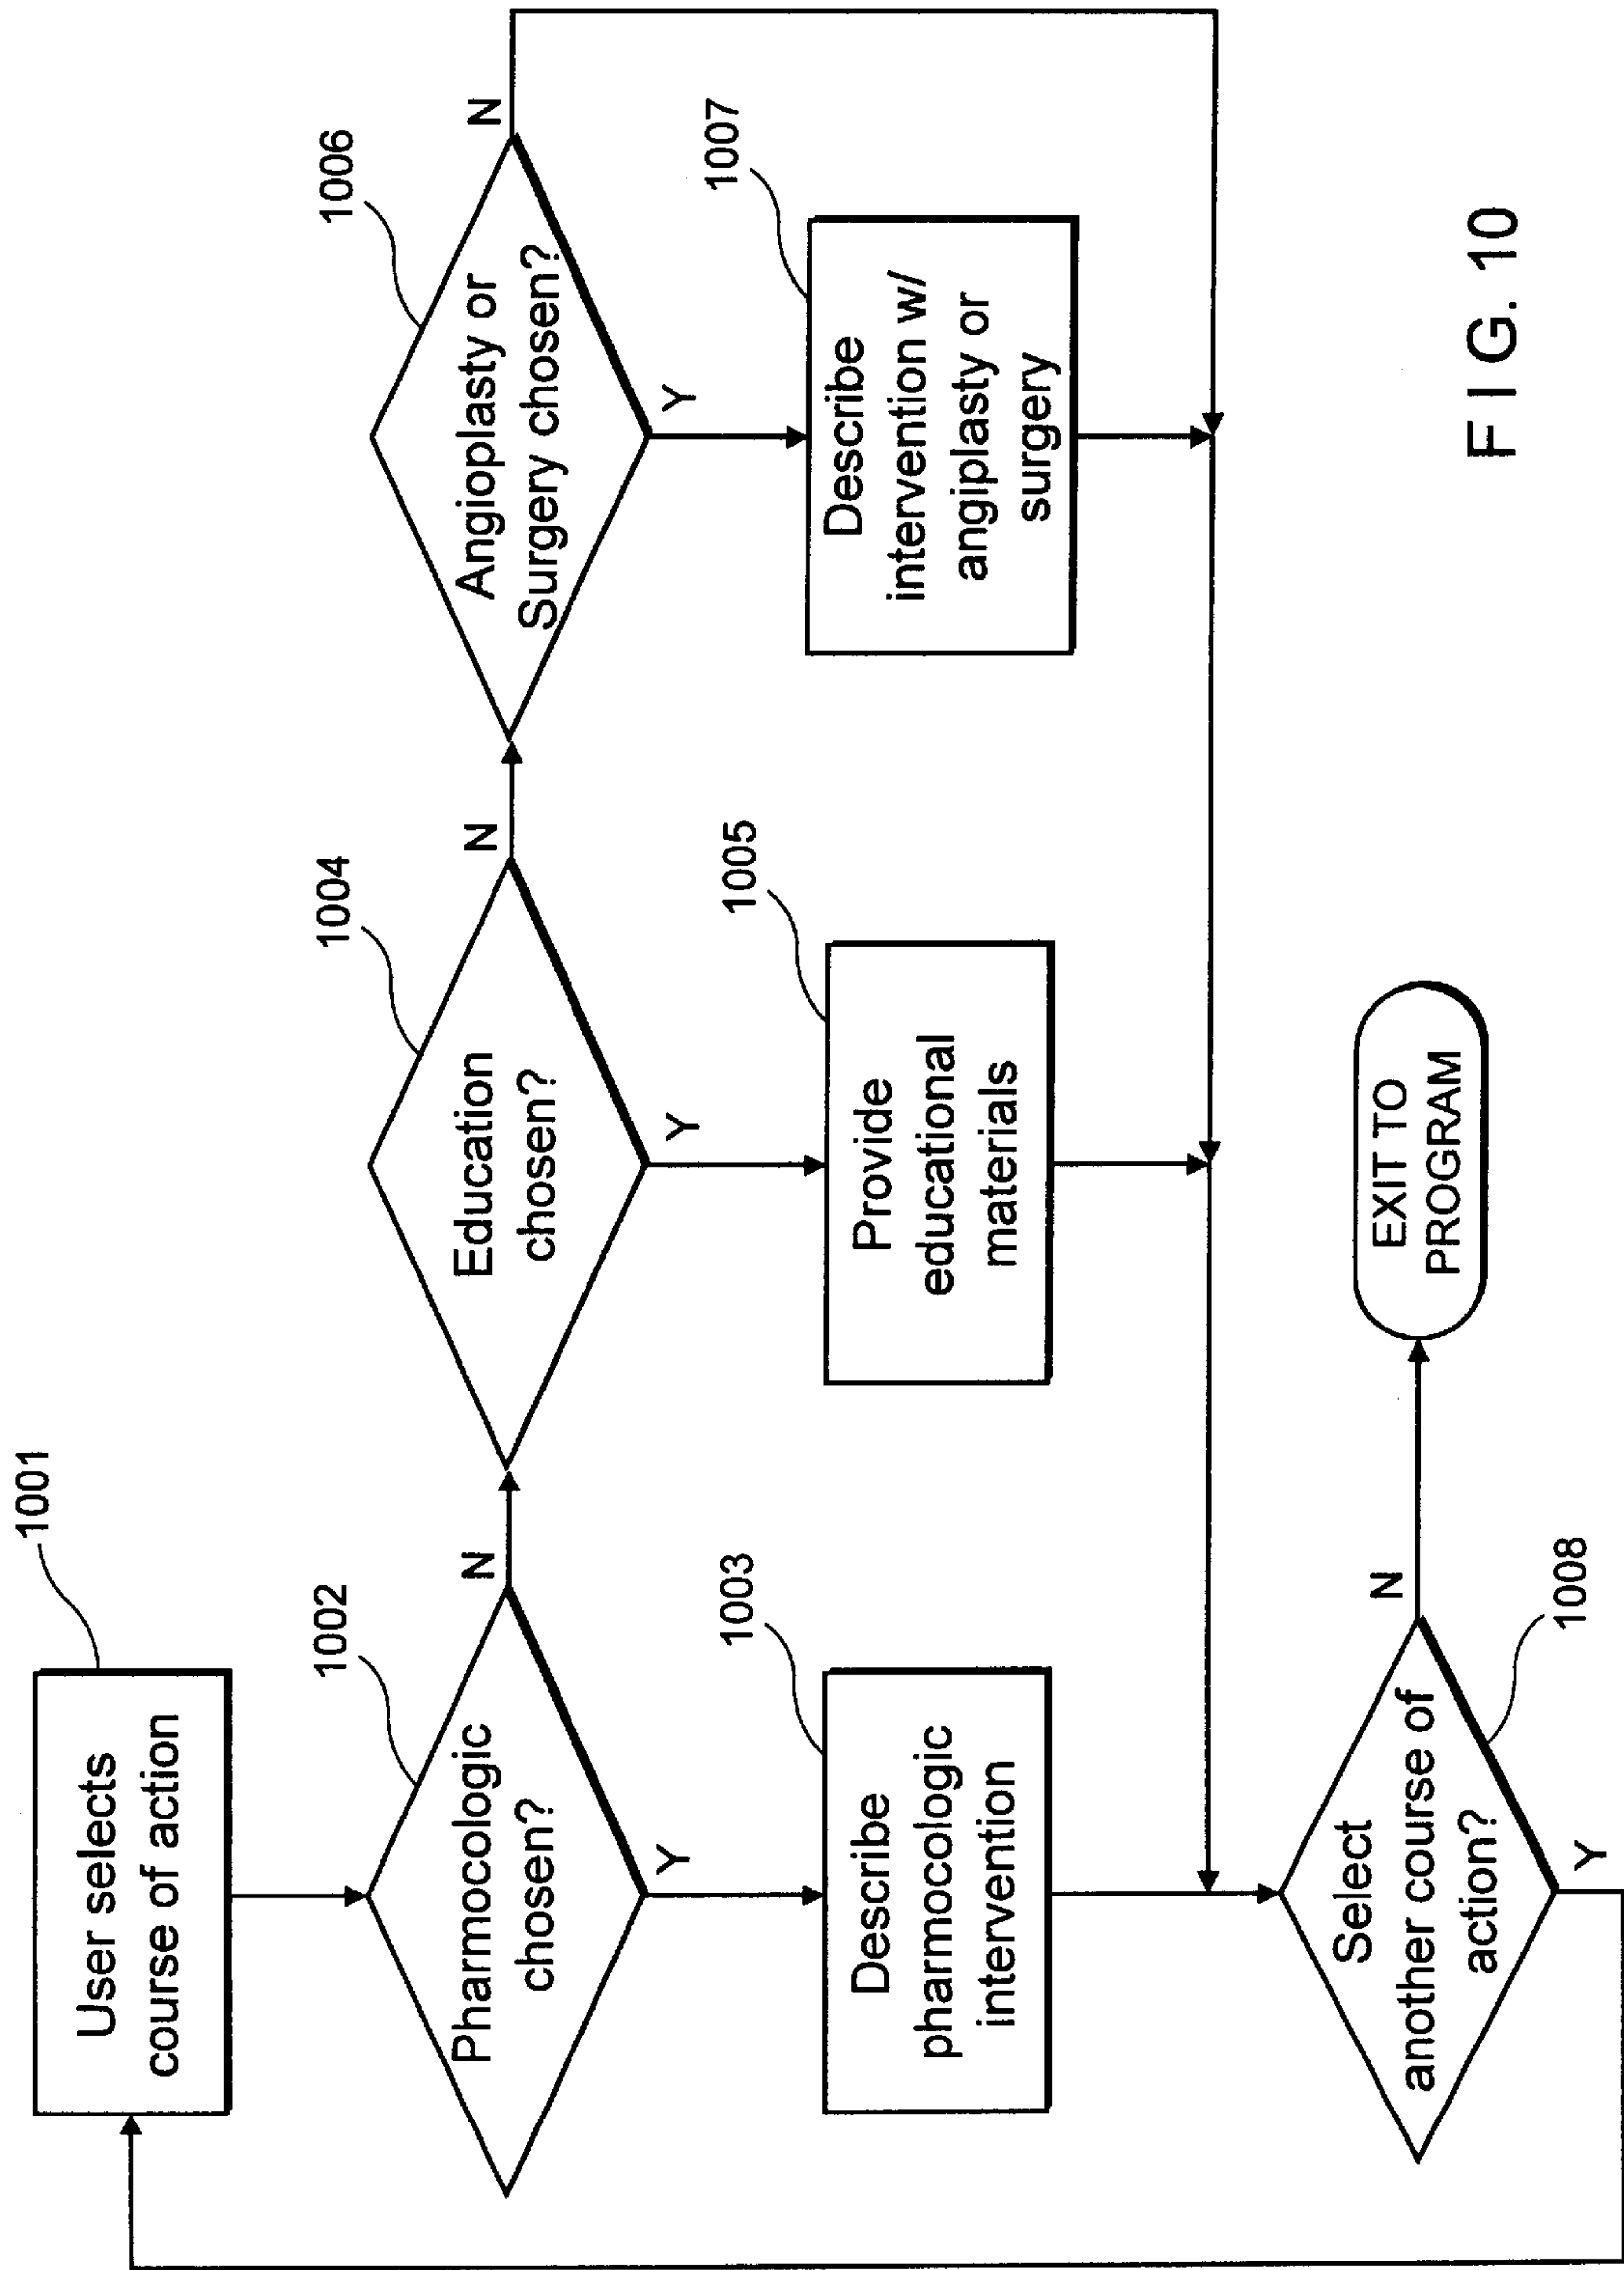 1001
User selects
course of action
1002
Pharmocologic
chosen?
N
Y
1004
Education
chosen?
N
Y
1006
Angioplasty or
Surgery chosen?
N
Y
1003
Describe
pharmocologic
intervention
1005
Provide
educational
materials
1007
Describe
intervention w/
angiplasty or
surgery
Select
another course of
action?
N
Y
1008
EXIT TO
PROGRAM
FIG. 10